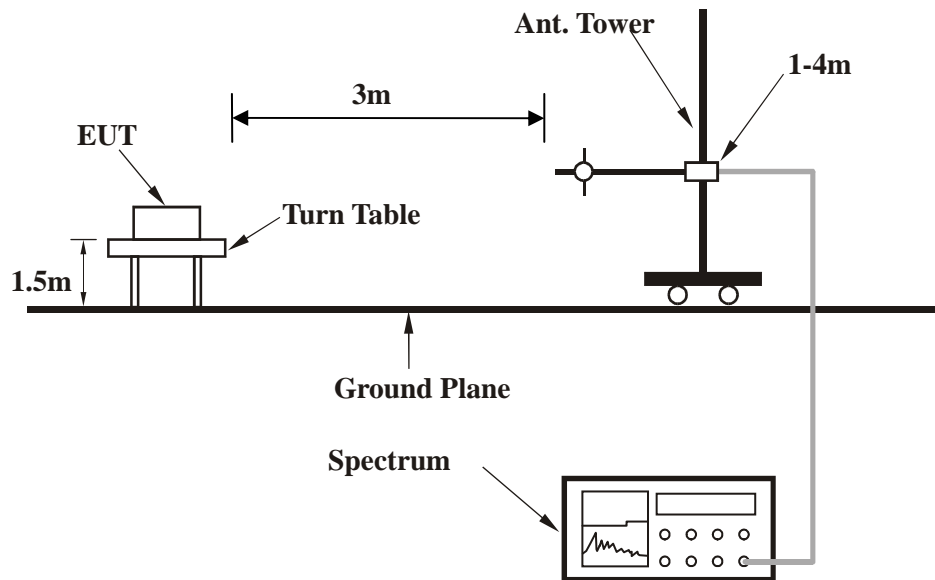 Ant. Tower
1-4m
3m
EUT
Turn Table
1.5m
Ground Plane
Spectrum